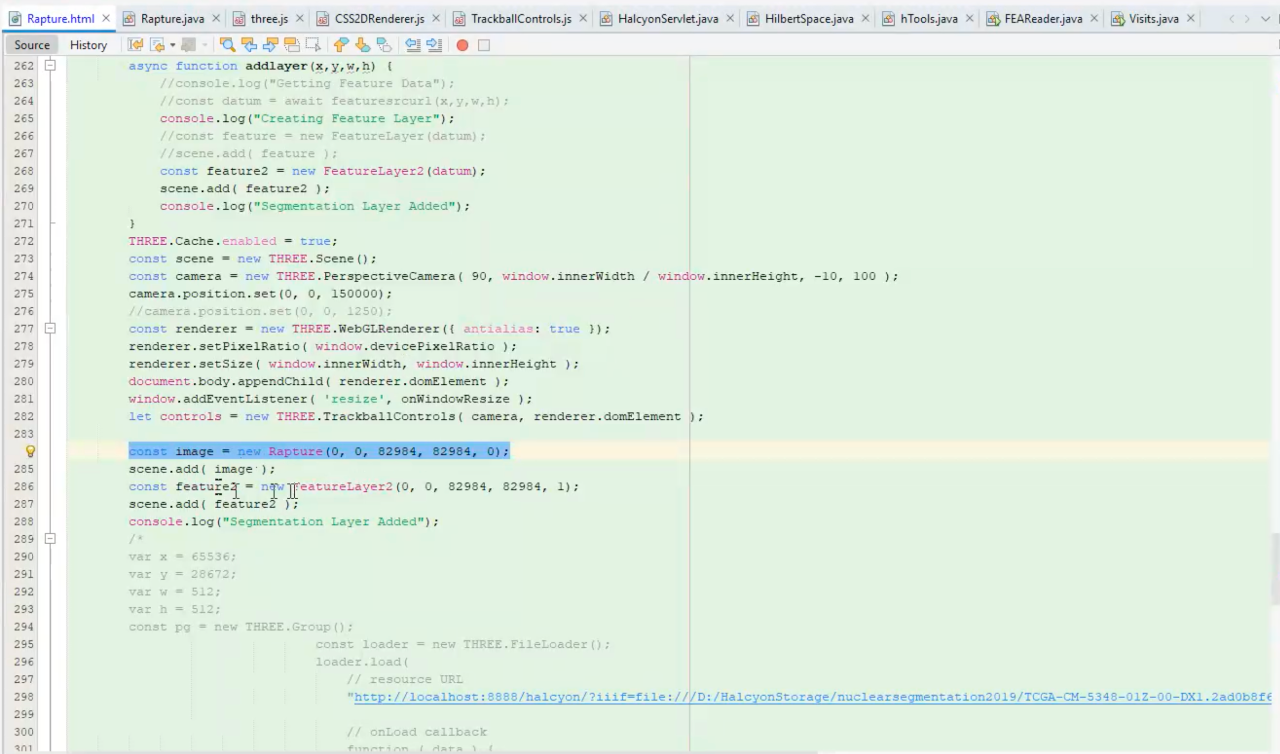 Rapture.html Rapture.java three.js CSS2DRenderer.js TrackballControls.js HalcyonServlet.java HilbertSpace.java hTools.java FEAReader.java Visits.java
Source History
262 async function addlayer(x,y,w,h) {
263 //console.log("Getting Feature Data");
264 //const datum = await featuresrcurl(x,y,w,h);
265 console.log("Creating Feature Layer");
266 //const feature = new FeatureLayer(datum);
267 //scene.add( feature );
268 const feature2 = new FeatureLayer2(datum);
269 scene.add( feature2 );
270 console.log("Segmentation Layer Added");
271 }
272 THREE.Cache.enabled = true;
273 const scene = new THREE.Scene();
274 const camera = new THREE.PerspectiveCamera( 90, window.innerWidth / window.innerHeight, -10, 100 );
275 camera.position.set(0, 0, 150000);
276 //camera.position.set(0, 0, 1250);
277 const renderer = new THREE.WebGLRenderer({ antialias: true });
278 renderer.setPixelRatio( window.devicePixelRatio );
279 renderer.setSize( window.innerWidth, window.innerHeight );
280 document.body.appendChild( renderer.domElement );
281 window.addEventListener( 'resize', onWindowResize );
282 let controls = new THREE.TrackballControls( camera, renderer.domElement );
283
const image = new Rapture(0, 0, 82984, 82984, 0);
285 scene.add( image );
286 const feature2 = new FeatureLayer2(0, 0, 82984, 82984, 1);
287 scene.add( feature2 );
288 console.log("Segmentation Layer Added");
289 /*
290 var x = 65536;
291 var y = 28672;
292 var w = 512;
293 var h = 512;
294 const pg = new THREE.Group();
295 const loader = new THREE.FileLoader();
296 loader.load(
297 // resource URL
298 "http://localhost:8888/halcyon/?iiif=file:///D:/HalcyonStorage/nuclearsegmentation2019/TCGA-CM-5348-01Z-00-DX1.2ad0b8f6
299
300 // onLoad callback
301 function ( data ) {